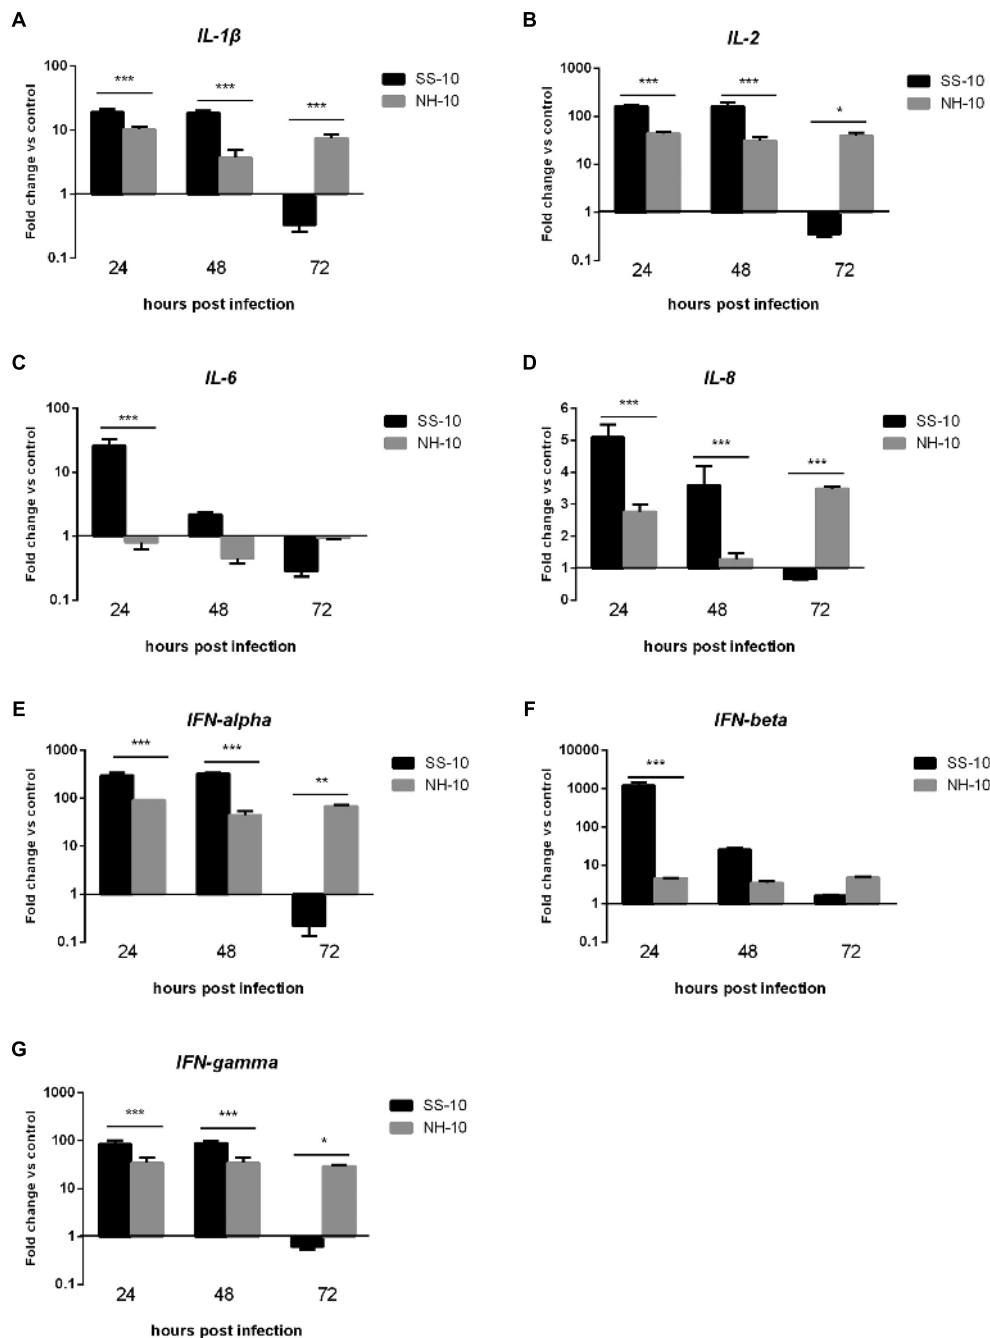 A
IL-1β
Fold change vs control
100
10
1
0.1
***
***
***
24 48 72
hours post infection
SS-10
NH-10
B
IL-2
Fold change vs control
1000
100
10
1
0.1
***
***
*
24 48 72
hours post infection
SS-10
NH-10
C
IL-6
Fold change vs control
100
10
1
0.1
***
24 48 72
hours post infection
SS-10
NH-10
D
IL-8
Fold change vs control
6
5
4
3
2
1
0
***
***
***
24 48 72
hours post infection
SS-10
NH-10
E
IFN-alpha
Fold change vs control
1000
100
10
1
0.1
***
***
**
24 48 72
hours post infection
SS-10
NH-10
F
IFN-beta
Fold change vs control
10000
1000
100
10
1
0.1
***
24 48 72
hours post infection
SS-10
NH-10
G
IFN-gamma
Fold change vs control
1000
100
10
1
0.1
***
***
*
24 48 72
hours post infection
SS-10
NH-10